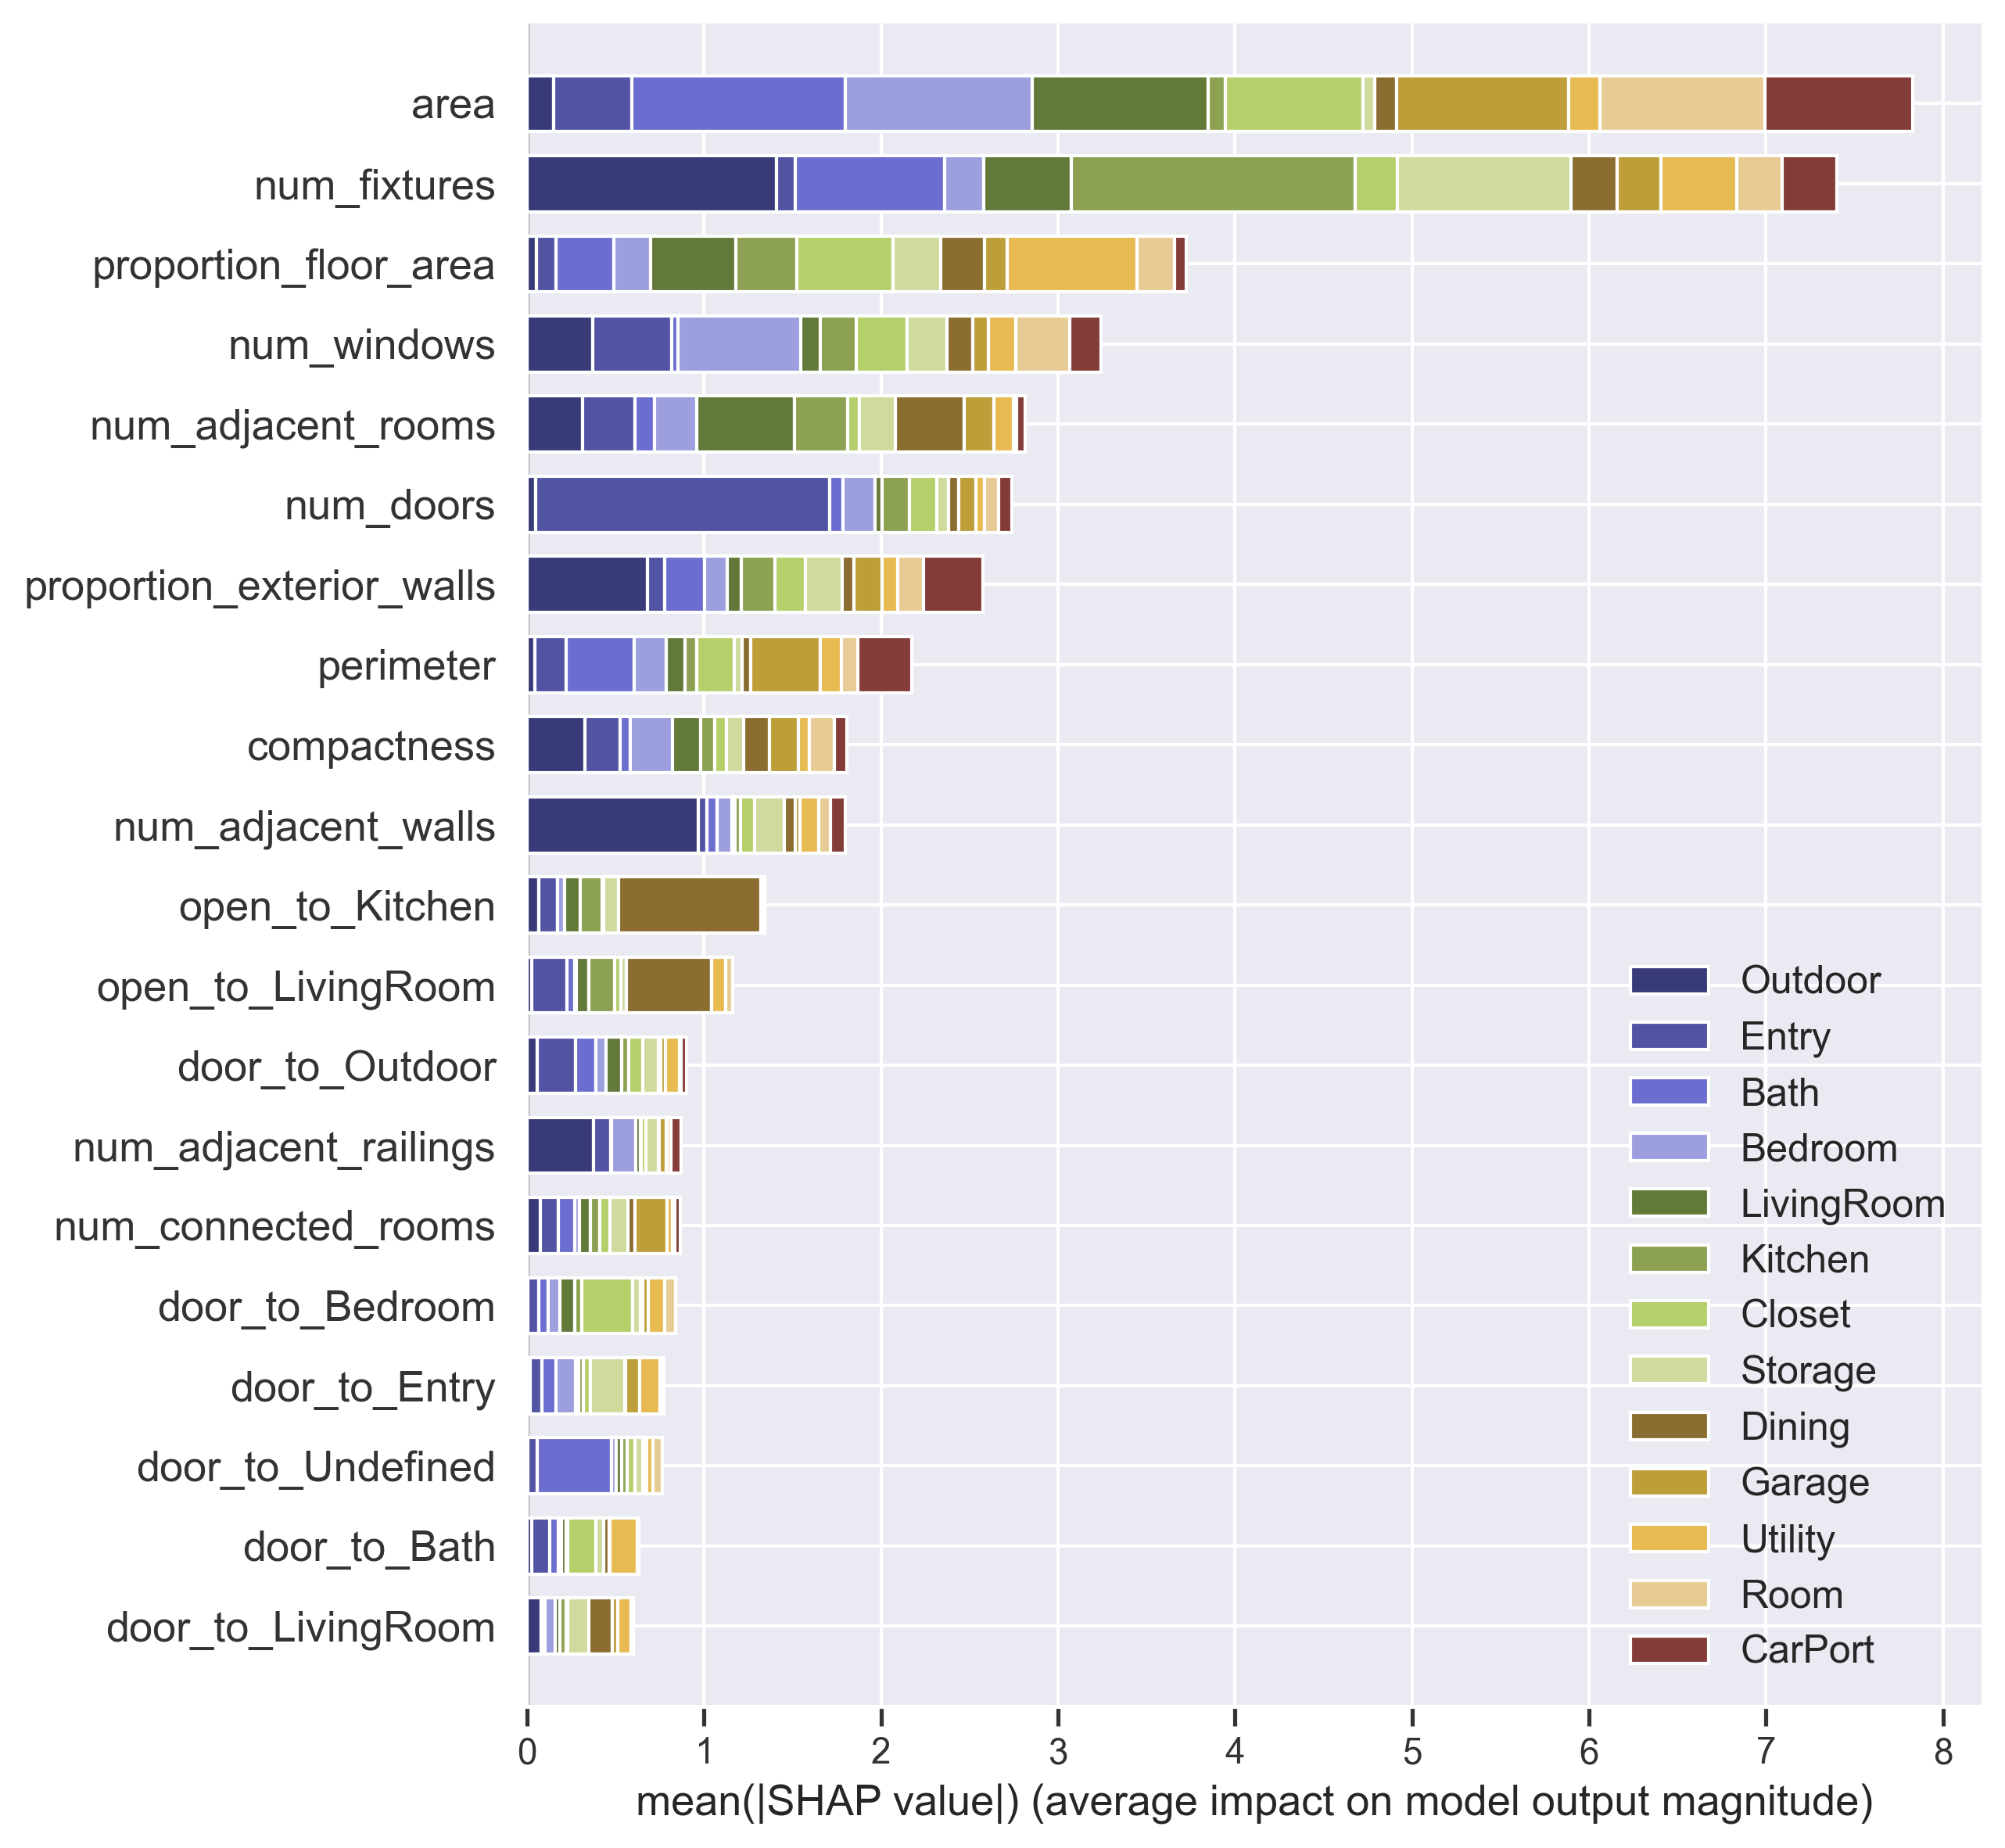 area
num_fixtures
proportion_floor_area
num_windows
num_adjacent_rooms
num_doors
proportion_exterior_walls
perimeter
compactness
num_adjacent_walls
open_to_Kitchen
open_to_LivingRoom
door_to_Outdoor
num_adjacent_railings
num_connected_rooms
door_to_Bedroom
door_to_Entry
door_to_Undefined
door_to_Bath
door_to_LivingRoom
Outdoor
Entry
Bath
Bedroom
LivingRoom
Kitchen
Closet
Storage
Dining
Garage
Utility
Room
CarPort
0 1 2 3 4 5 6 7 8
mean(|SHAP value|) (average impact on model output magnitude)